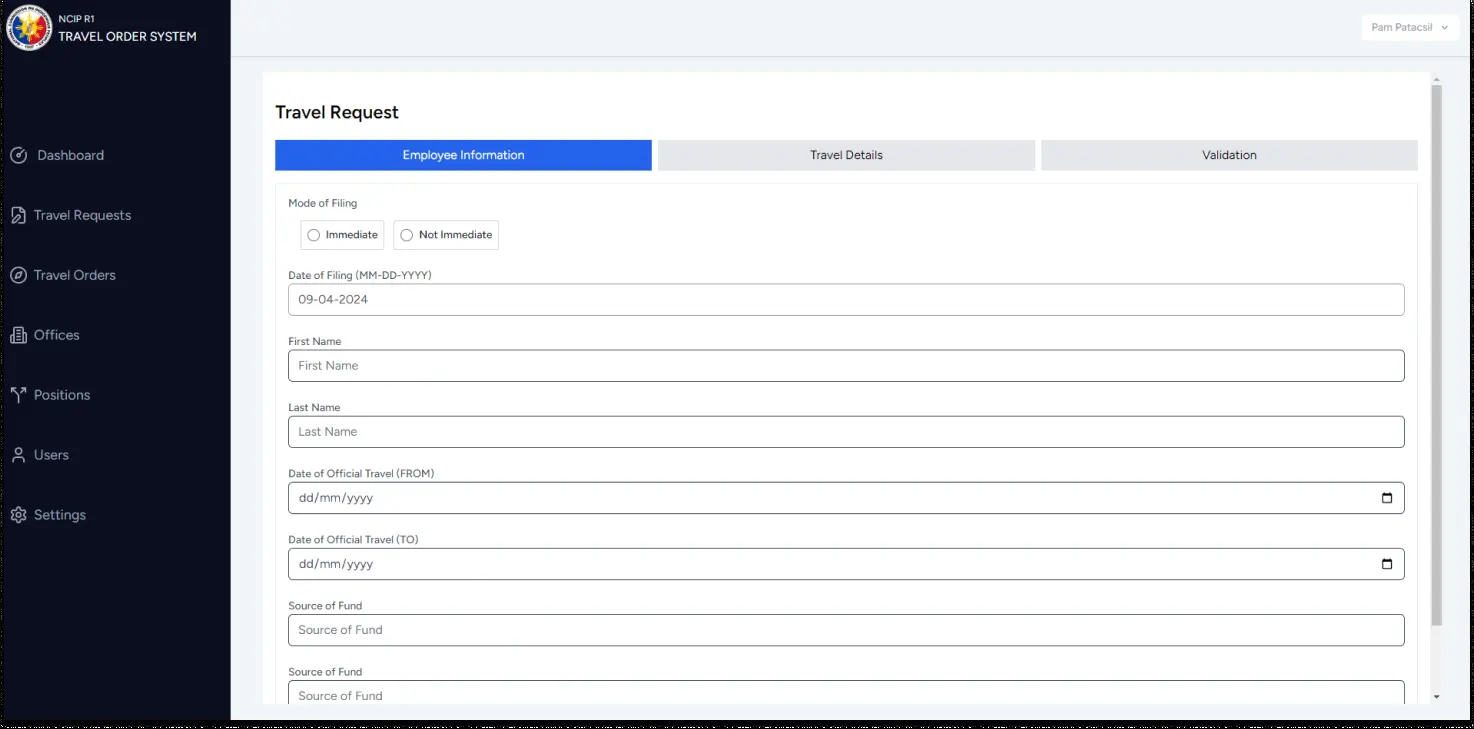 NCIP R1
TRAVEL ORDER SYSTEM
Pam Patacsil
Dashboard
Travel Requests
Travel Orders
Offices
Positions
Users
Settings
Travel Request
Employee Information
Travel Details
Validation
Mode of Filing
Immediate
Not Immediate
Date of Filing (MM-DD-YYYY)
09-04-2024
First Name
First Name
Last Name
Last Name
Date of Official Travel (FROM)
dd/mm/yyyy
Date of Official Travel (TO)
dd/mm/yyyy
Source of Fund
Source of Fund
Source of Fund
Source of Fund